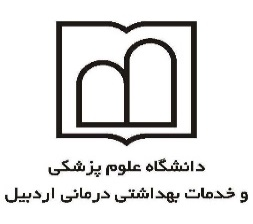 دانشگاه علوم پزشکی
و خدمات بهداشتی درمانی اردبیل